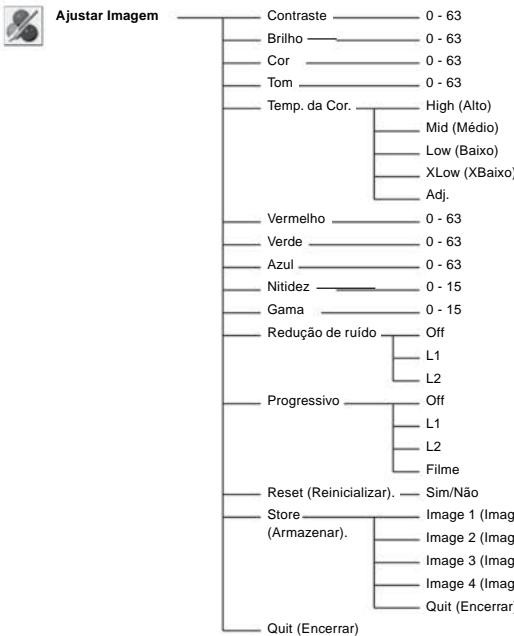 Ajustar Imagem
Contraste 0 - 63
Brilho 0 - 63
Cor 0 - 63
Tom 0 - 63
Temp. da Cor. High (Alto)
Mid (Médio)
Low (Baixo)
XLow (XBaixo)
Adj.
Vermelho 0 - 63
Verde 0 - 63
Azul 0 - 63
Nitidez 0 - 15
Gama 0 - 15
Redução de ruído Off
L1
L2
Progressivo Off
L1
L2
Filme
Reset (Reinicializar). Sim/Não
Store Image 1 (Imag
(Armazenar). Image 2 (Imag
Image 3 (Imag
Image 4 (Imag
Quit (Encerrar)
Quit (Encerrar)